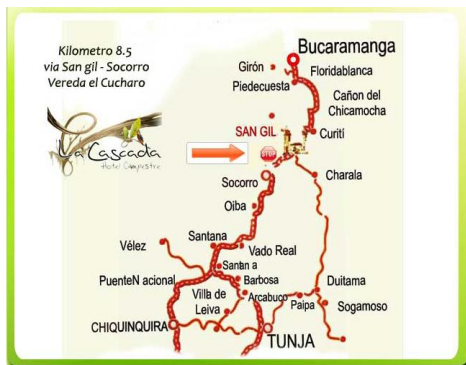 Kilometro 8.5
via San gil - Socorro
Vereda el Cucharo
La Cascada
Hotel Campestre
Bucaramanga
Girón
Floridablanca
Piedecuesta
Cañon del
Chicamocha
SAN GIL
Curití
STOP
Socorro
Charala
Oiba
Santana
Vado Real
Vélez
Santan a
PuenteN acional
Barbosa
Duitama
Villa de
Leiva
Arcabuco
Paipa
Sogamoso
CHIQUINQUIRA
TUNJA